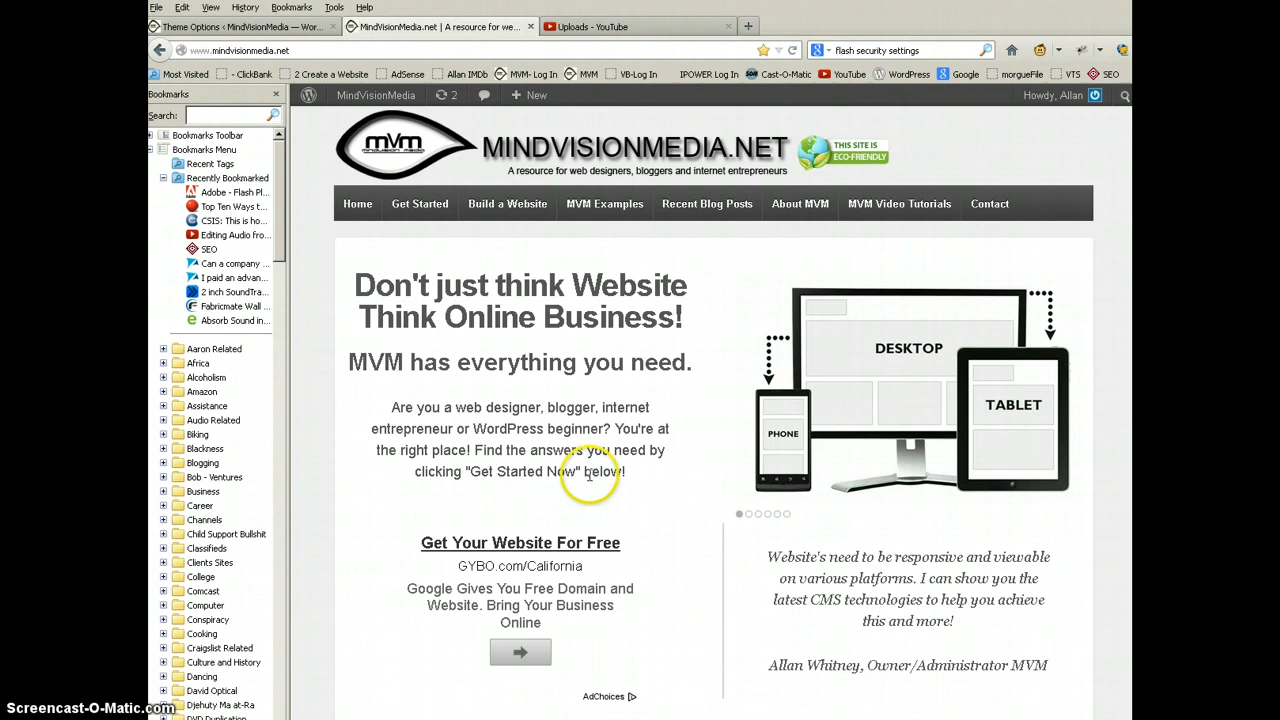 File Edit View History Bookmarks Tools Help
Theme Options < MindVisionMedia — Wor...
MindVisionMedia.net | A resource for we...
Uploads - YouTube
www.mindvisionmedia.net
flash security settings
Most Visited - ClickBank 2 Create a Website AdSense Allan IMDb MVM- Log In MVM VB-Log In IPOWER Log In Cast-O-Matic YouTube WordPress Google morgueFile VTS SEO
Bookmarks
MindVisionMedia 2 New Howdy, Allan
Search:
Bookmarks Toolbar
Bookmarks Menu
Recent Tags
Recently Bookmarked
Adobe - Flash Pl...
Top Ten Ways t...
CSIS: This is ho...
Editing Audio fro...
SEO
Can a company ...
I paid an advan...
2 inch SoundTra...
Fabricmate Wall ...
Absorb Sound in...
Aaron Related
Africa
Alcoholism
Amazon
Assistance
Audio Related
Biking
Blackness
Blogging
Bob - Ventures
Business
Career
Channels
Child Support Bullshit
Classifieds
Clients Sites
College
Comcast
Computer
Conspiracy
Cooking
Craigslist Related
Culture and History
Dancing
David Optical
Djehuty Ma at-Ra
DVD Duplication
mvm
mindvision media
MINDVISIONMEDIA.NET
THIS SITE IS
ECO-FRIENDLY
A resource for web designers, bloggers and internet entrepreneurs
Home Get Started Build a Website MVM Examples Recent Blog Posts About MVM MVM Video Tutorials Contact
Don't just think Website
Think Online Business!
MVM has everything you need.
Are you a web designer, blogger, internet
entrepreneur or WordPress beginner? You're at
the right place! Find the answers you need by
clicking "Get Started Now" below!
DESKTOP
TABLET
PHONE
Get Your Website For Free
GYBO.com/California
Google Gives You Free Domain and
Website. Bring Your Business
Online
AdChoices
Website's need to be responsive and viewable
on various platforms. I can show you the
latest CMS technologies to help you achieve
this and more!
Allan Whitney, Owner/Administrator MVM
Screencast-O-Matic.com